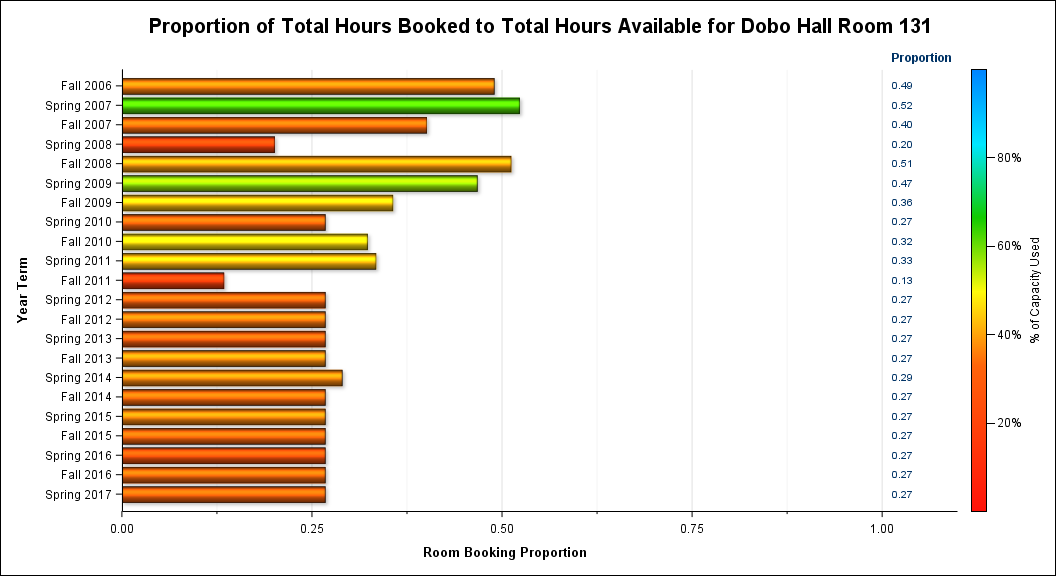 Proportion of Total Hours Booked to Total Hours Available for Dobo Hall Room 131
Proportion
Fall 2006 0.49
Spring 2007 0.52
Fall 2007 0.40
Spring 2008 0.20
Fall 2008 0.51
Spring 2009 0.47
Fall 2009 0.36
Spring 2010 0.27
Fall 2010 0.32
Spring 2011 0.33
Fall 2011 0.13
Spring 2012 0.27
Fall 2012 0.27
Spring 2013 0.27
Fall 2013 0.27
Spring 2014 0.29
Fall 2014 0.27
Spring 2015 0.27
Fall 2015 0.27
Spring 2016 0.27
Fall 2016 0.27
Spring 2017 0.27
Year Term
0.00 0.25 0.50 0.75 1.00
Room Booking Proportion
80%
60%
40%
20%
% of Capacity Used